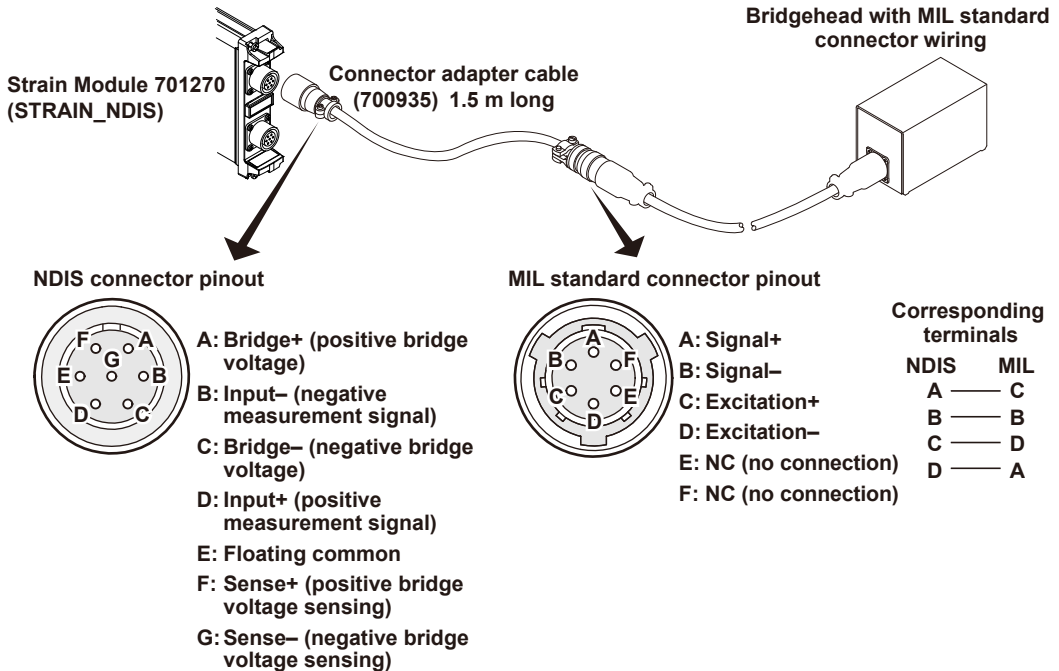 Bridgehead with MIL standard
connector wiring
Strain Module 701270
(STRAIN_NDIS)
Connector adapter cable
(700935) 1.5 m long
NDIS connector pinout
F
A
G
E
B
D
C
A: Bridge+ (positive bridge
voltage)
B: Input– (negative
measurement signal)
C: Bridge– (negative bridge
voltage)
D: Input+ (positive
measurement signal)
E: Floating common
F: Sense+ (positive bridge
voltage sensing)
G: Sense– (negative bridge
voltage sensing)
MIL standard connector pinout
A
B
F
C
E
D
A: Signal+
B: Signal–
C: Excitation+
D: Excitation–
E: NC (no connection)
F: NC (no connection)
Corresponding
terminals
NDIS MIL
A C
B B
C D
D A